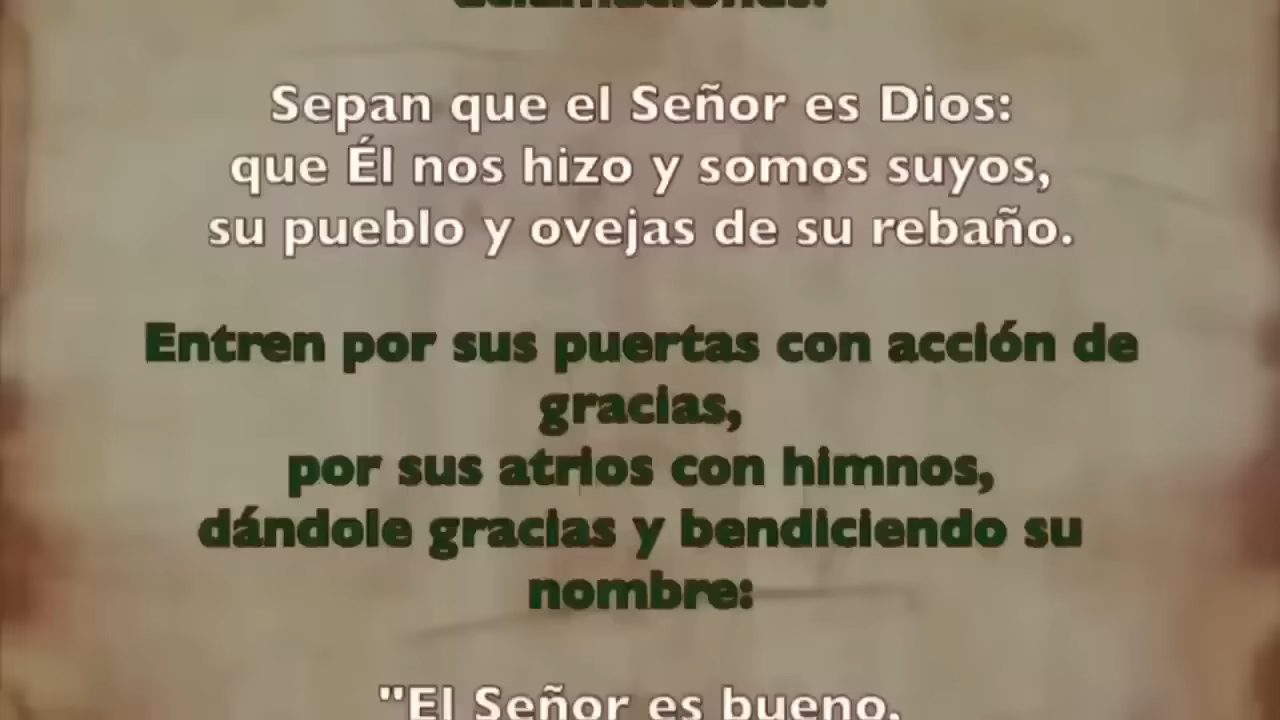 Sepan que el Señor es Dios:
que Él nos hizo y somos suyos,
su pueblo y ovejas de su rebaño.
Entren por sus puertas con acción de
gracias,
por sus atrios con himnos,
dándole gracias y bendiciendo su
nombre:
"El Señor es bueno,